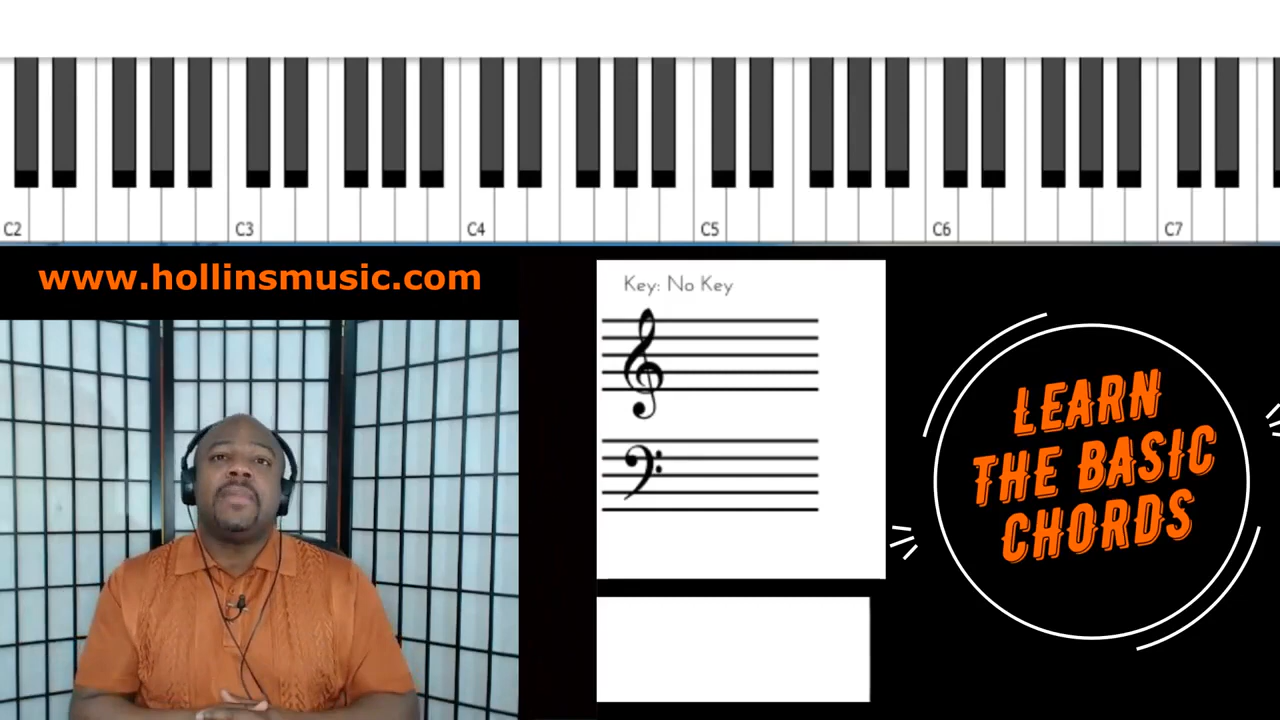 C2 C3 C4 C5 C6 C7
www.hollinsmusic.com
Key: No Key
LEARN
THE BASIC
CHORDS